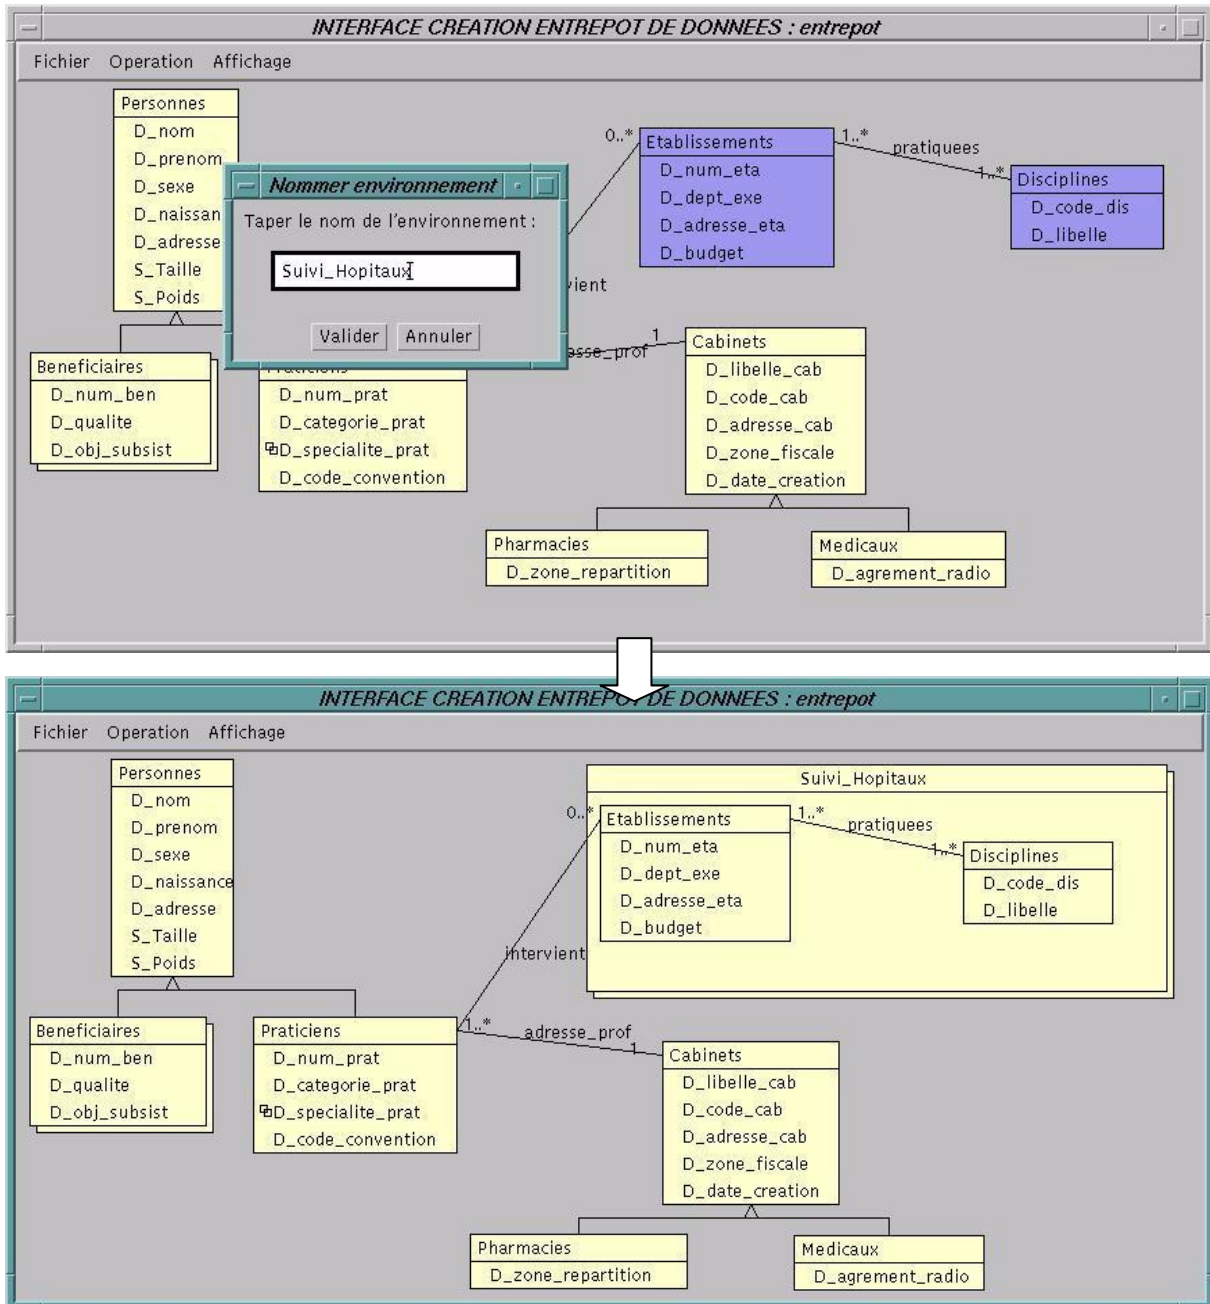 INTERFACE CREATION ENTREPOT DE DONNEES : entrepot
Fichier Operation Affichage
Personnes
D_nom
D_prenom
D_sexe
D_naissan
D_adresse
S_Taille
S_Poids
Nommer environnement
Taper le nom de l'environnement :
Suivi_Hopitaux
Valider Annuler
0..*
Etablissements
D_num_eta
D_dept_exe
D_adresse_eta
D_budget
1..*
pratiquees
1..*
Disciplines
D_code_dis
D_libelle
vient
esse_prof
1
Beneficiaires
D_num_ben
D_qualite
D_obj_subsist
Praticiens
D_num_prat
D_categorie_prat
D_specialite_prat
D_code_convention
Cabinets
D_libelle_cab
D_code_cab
D_adresse_cab
D_zone_fiscale
D_date_creation
Pharmacies
D_zone_repartition
Medicaux
D_agrement_radio
INTERFACE CREATION ENTREPOT DE DONNEES : entrepot
Fichier Operation Affichage
Personnes
D_nom
D_prenom
D_sexe
D_naissance
D_adresse
S_Taille
S_Poids
Suivi_Hopitaux
0..*
Etablissements
D_num_eta
D_dept_exe
D_adresse_eta
D_budget
1..*
pratiquees
1..*
Disciplines
D_code_dis
D_libelle
intervient
Beneficiaires
D_num_ben
D_qualite
D_obj_subsist
Praticiens
D_num_prat
D_categorie_prat
D_specialite_prat
D_code_convention
1..*
adresse_prof
1
Cabinets
D_libelle_cab
D_code_cab
D_adresse_cab
D_zone_fiscale
D_date_creation
Pharmacies
D_zone_repartition
Medicaux
D_agrement_radio